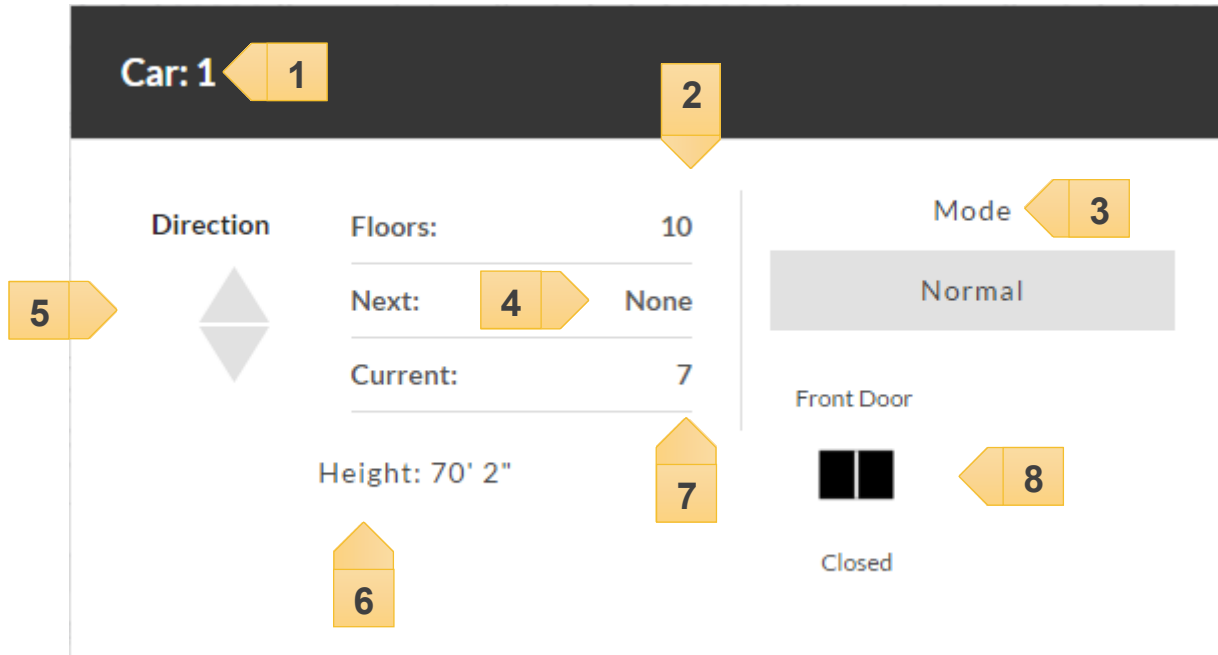 Car: 1
1
2
Direction
Floors: 10
Mode
3
5
Next:
4
None
Normal
Current: 7
Front Door
Height: 70' 2"
7
8
Closed
6